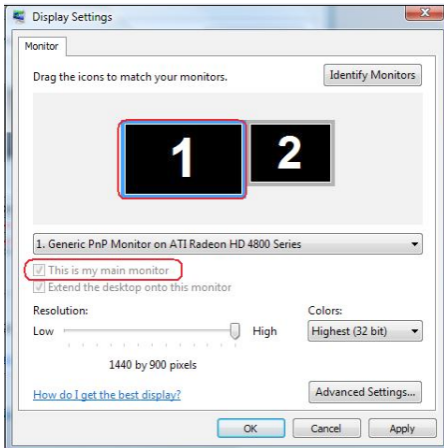 Display Settings
Monitor
Drag the icons to match your monitors.
Identify Monitors
1
2
1. Generic PnP Monitor on ATI Radeon HD 4800 Series
This is my main monitor
Extend the desktop onto this monitor
Resolution:
Colors:
Low
High
Highest (32 bit)
1440 by 900 pixels
How do I get the best display?
Advanced Settings...
OK
Cancel
Apply